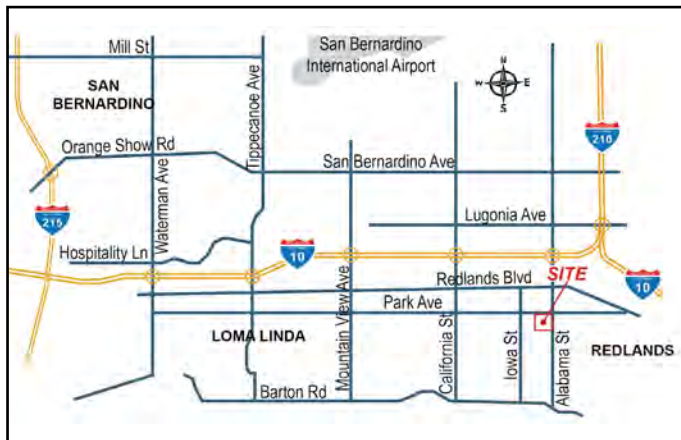 Mill St
San Bernardino
International Airport
N
W
E
S
SAN
BERNARDINO
Tippecanoe Ave
210
Orange Show Rd
San Bernardino Ave
Waterman Ave
215
Lugonia Ave
Hospitality Ln
10
Redlands Blvd
SITE
10
Park Ave
LOMA LINDA
Mountain View Ave
California St
Iowa St
Alabama St
REDLANDS
Barton Rd